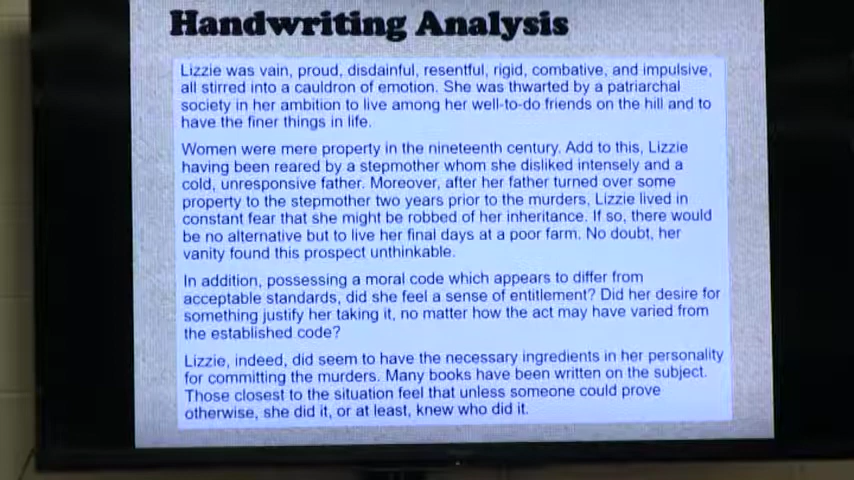 Handwriting Analysis
Lizzie was vain, proud, disdainful, resentful, rigid, combative, and impulsive,
all stirred into a cauldron of emotion. She was thwarted by a patriarchal
society in her ambition to live among her well-to-do friends on the hill and to
have the finer things in life.
Women were mere property in the nineteenth century. Add to this, Lizzie
having been reared by a stepmother whom she disliked intensely and a
cold, unresponsive father. Moreover, after her father turned over some
property to the stepmother two years prior to the murders, Lizzie lived in
constant fear that she might be robbed of her inheritance. If so, there would
be no alternative but to live her final days at a poor farm. No doubt, her
vanity found this prospect unthinkable.
In addition, possessing a moral code which appears to differ from
acceptable standards, did she feel a sense of entitlement? Did her desire for
something justify her taking it, no matter how the act may have varied from
the established code?
Lizzie, indeed, did seem to have the necessary ingredients in her personality
for committing the murders. Many books have been written on the subject.
Those closest to the situation feel that unless someone could prove
otherwise, she did it, or at least, knew who did it.